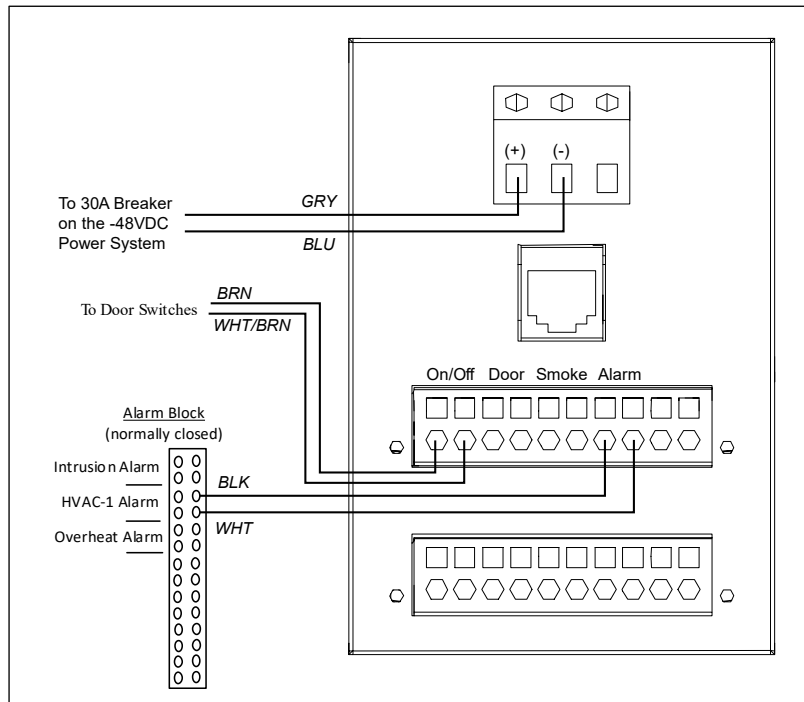 (+) (-)
To 30A Breaker
on the -48VDC
Power System
GRY
BLU
To Door Switches
BRN
WHT/BRN
On/Off Door Smoke Alarm
Alarm Block
(normally closed)
Intrusion Alarm
HVAC-1 Alarm
Overheat Alarm
BLK
WHT